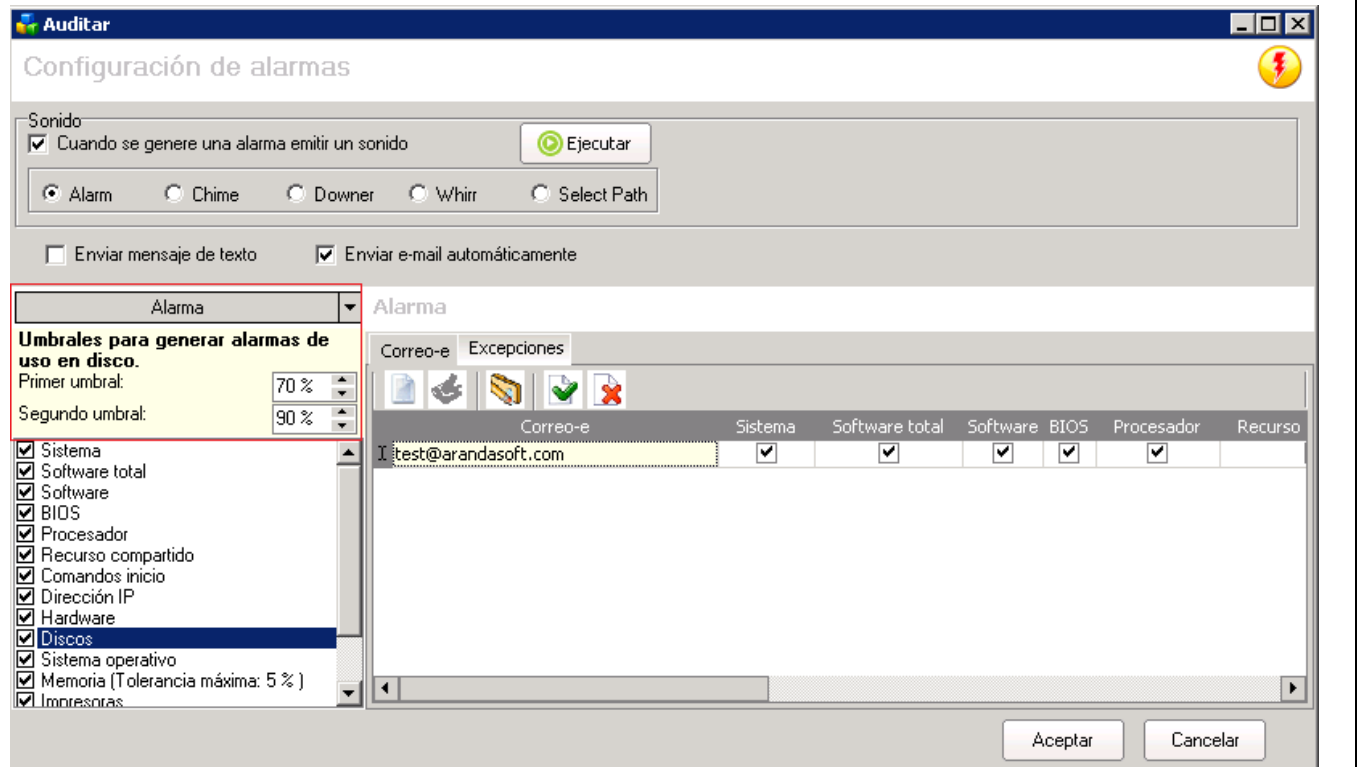 Auditar
Configuración de alarmas
Sonido
Cuando se genere una alarma emitir un sonido
Ejecutar
Alarm Chime Downer Whirr Select Path
Enviar mensaje de texto Enviar e-mail automáticamente
Alarma
Umbrales para generar alarmas de
uso en disco.
Primer umbral: 70 %
Segundo umbral: 90 %
Sistema
Software total
Software
BIOS
Procesador
Recurso compartido
Comandos inicio
Dirección IP
Hardware
Discos
Sistema operativo
Memoria (Tolerancia máxima: 5 % )
Impresoras
Alarma
Correo-e Excepciones
Correo-e Sistema Software total Software BIOS Procesador Recurso
test@arandasoft.com
Aceptar Cancelar